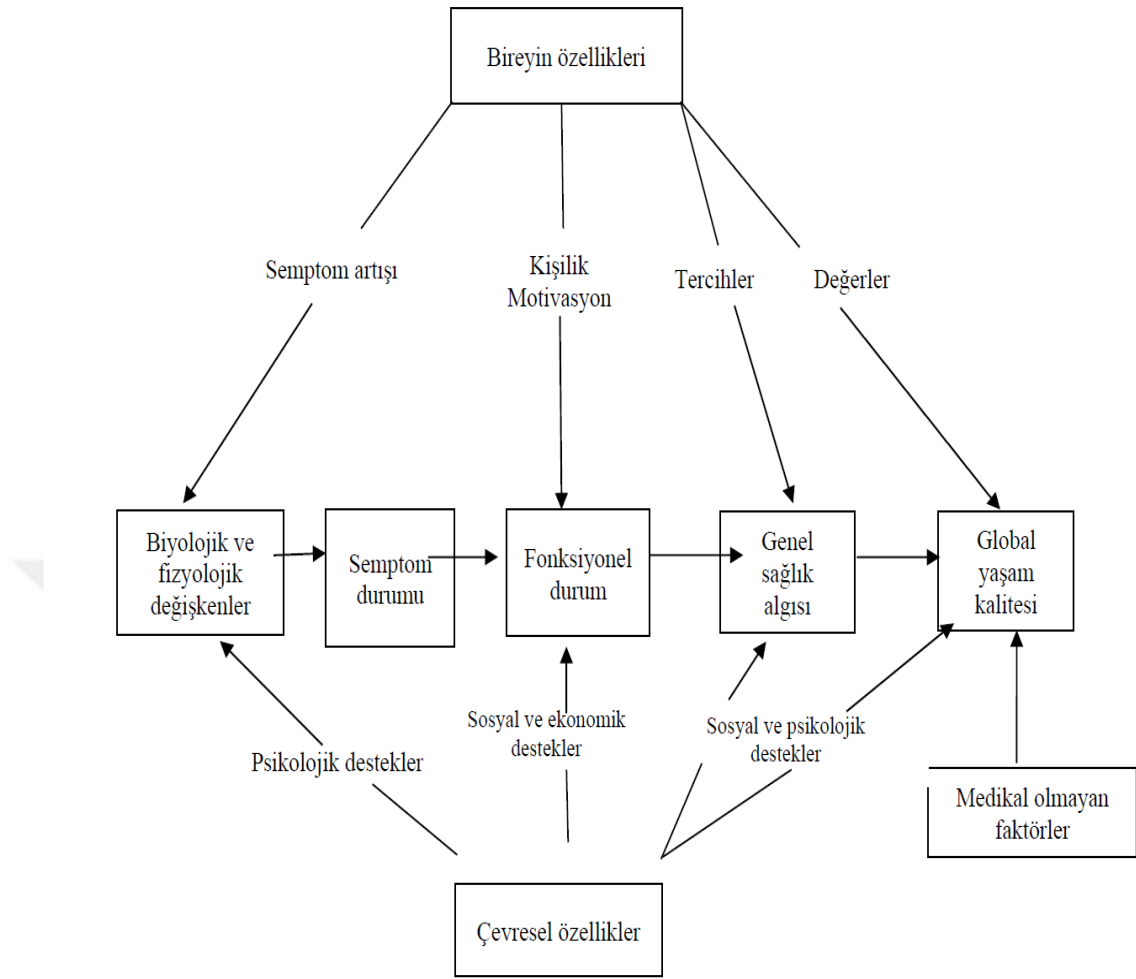 Bireyin özellikleri
Semptom artışı
Kişilik
Motivasyon
Tercihler
Değerler
Biyolojik ve
fizyolojik
değişkenler
Semptom
durumu
Fonksiyonel
durum
Genel
sağlık
algısı
Global
yaşam
kalitesi
Psikolojik destekler
Sosyal ve ekonomik
destekler
Sosyal ve psikolojik
destekler
Medikal olmayan
faktörler
Çevresel özellikler